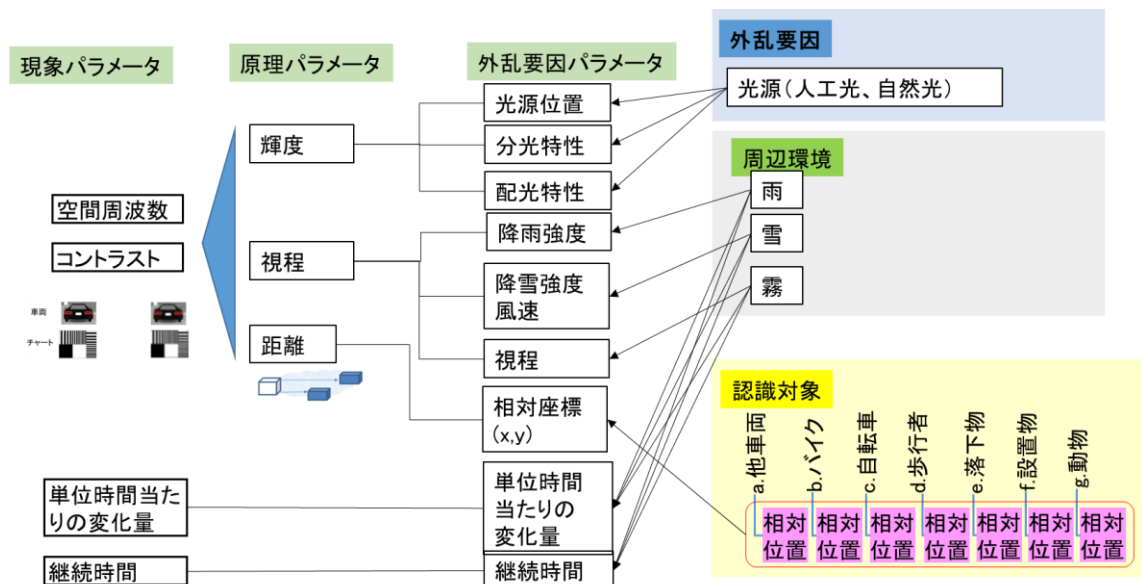 現象パラメータ
原理パラメータ
外乱要因パラメータ
外乱要因
光源(人工光、自然光)
周辺環境
雨
雪
霧
認識対象
空間周波数
コントラスト
車両
チャート
輝度
視程
距離
光源位置
分光特性
配光特性
降雨強度
降雪強度
風速
視程
相対座標
(x,y)
単位時間当た
りの変化量
単位時間
当たりの
変化量
継続時間
継続時間
a.他車両
b.バイク
c.自転車
d.歩行者
e.落下物
f.設置物
g.動物
相対
位置
相対
位置
相対
位置
相対
位置
相対
位置
相対
位置
相対
位置